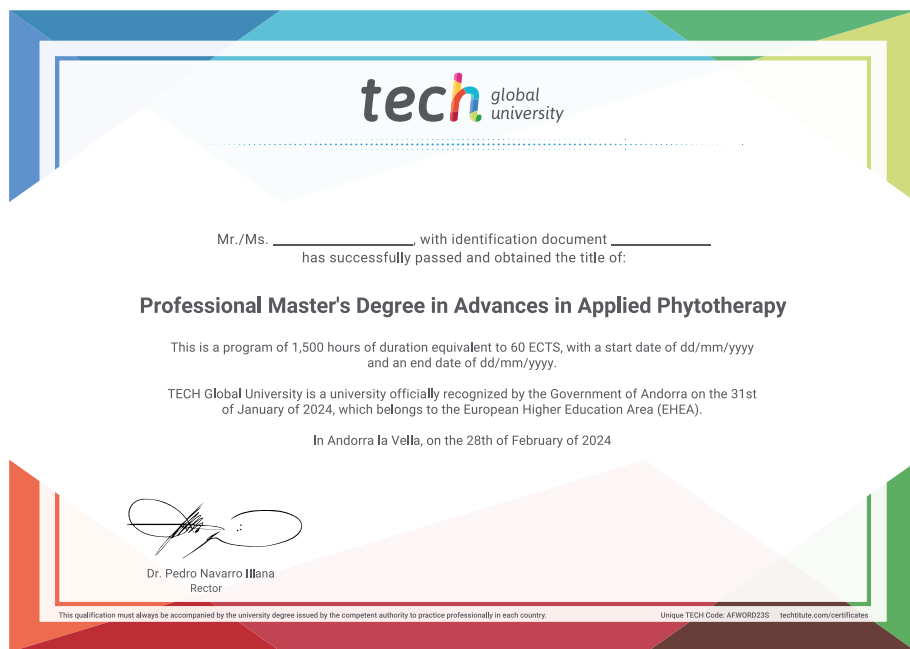 tech global university
Mr./Ms. ____________, with identification document ____________
has successfully passed and obtained the title of:
Professional Master's Degree in Advances in Applied Phytotherapy
This is a program of 1,500 hours of duration equivalent to 60 ECTS, with a start date of dd/mm/yyyy
and an end date of dd/mm/yyyy.
TECH Global University is a university officially recognized by the Government of Andorra on the 31st
of January of 2024, which belongs to the European Higher Education Area (EHEA).
In Andorra la Vella, on the 28th of February of 2024
Dr. Pedro Navarro Illana
Rector
This qualification must always be accompanied by the university degree issued by the competent authority to practice professionally in each country.
Unique TECH Code: AFWORD23S techtitute.com/certificates